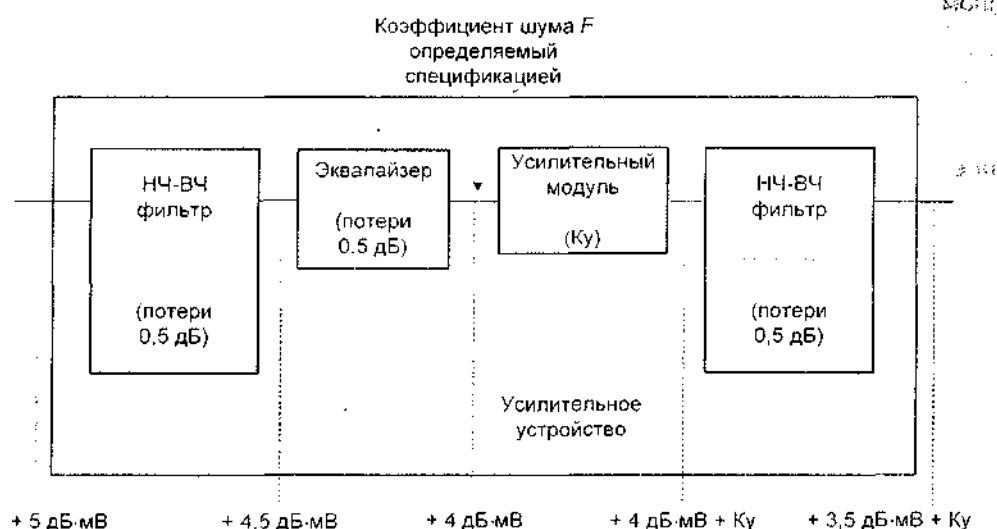 Коэффициент шума F
определяемый
спецификацией
НЧ-ВЧ
фильтр
(потери
0,5 дБ)
Эквалайзер
(потери
0.5 дБ)
Усилительный
модуль
(Ку)
НЧ-ВЧ
фильтр
(потери
0,5 дБ)
Усилительное
устройство
+ 5 дБ·мВ
+ 4,5 дБ·мВ
+ 4 дБ·мВ
+ 4 дБ·мВ + Ку
+ 3,5 дБ·мВ + Ку